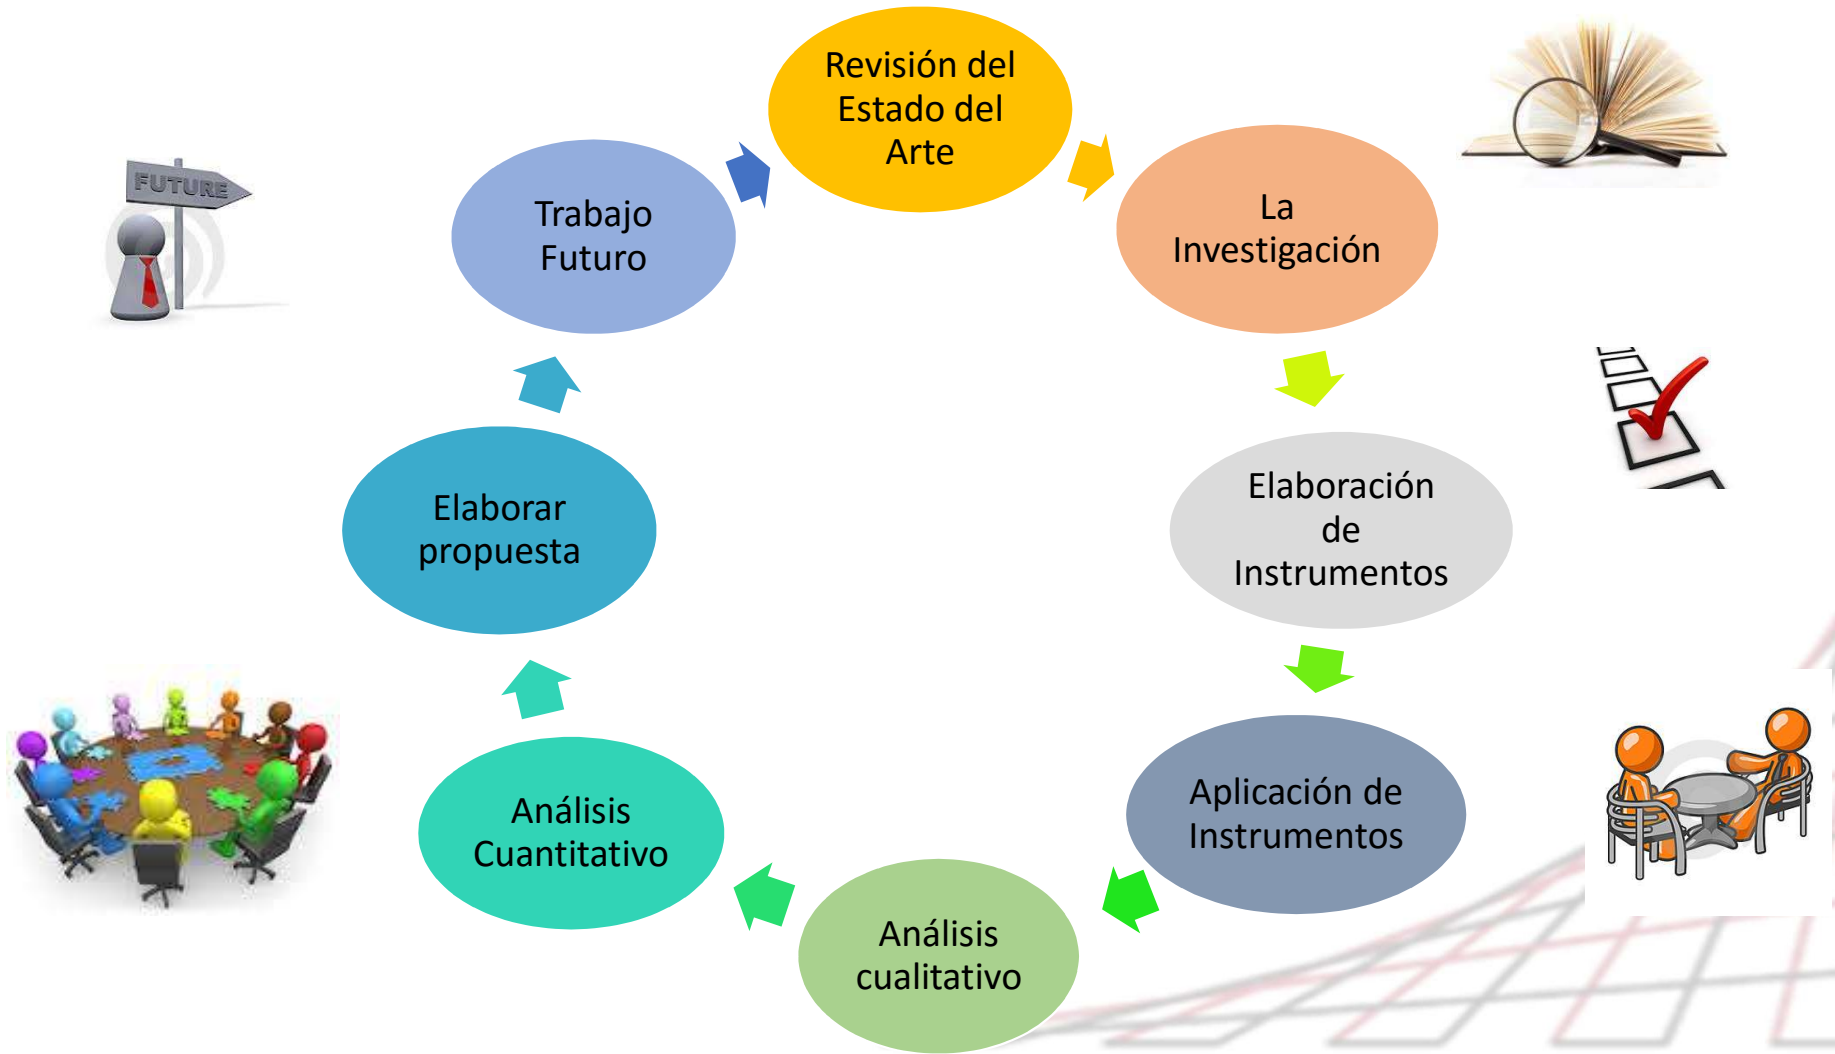 Revisión del
Estado del
Arte
La
Investigación
Elaboración
de
Instrumentos
Aplicación de
Instrumentos
Análisis
cualitativo
Análisis
Cuantitativo
Elaborar
propuesta
Trabajo
Futuro
FUTURE